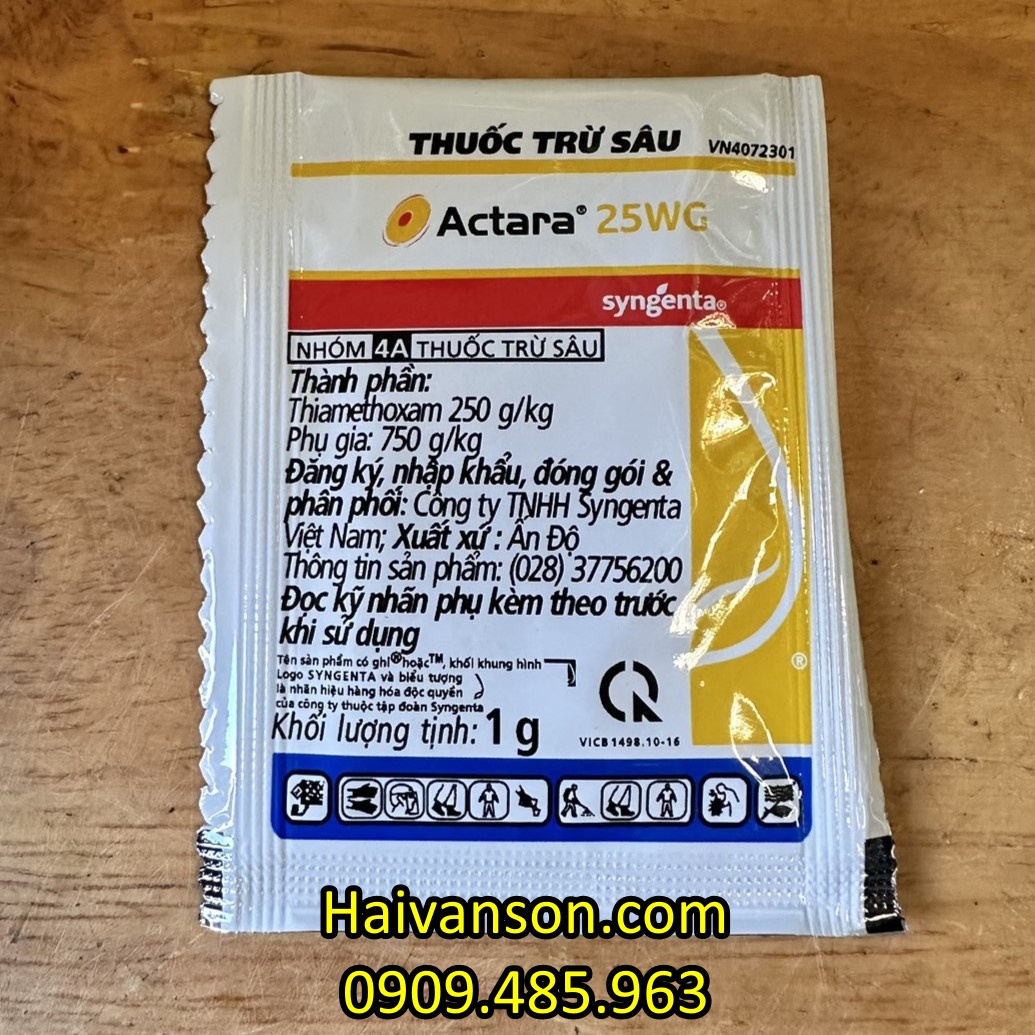 THUỐC TRỪ SÂU VN4072301
Actara® 25WG
syngenta®
NHÓM 4A THUỐC TRỪ SÂU
Thành phần:
Thiamethoxam 250 g/kg
Phụ gia: 750 g/kg
Đăng ký, nhập khẩu, đóng gói &
phân phối: Công ty TNHH Syngenta
Việt Nam; Xuất xứ : Ấn Độ
Thông tin sản phẩm: (028) 37756200
Đọc kỹ nhãn phụ kèm theo trước
khi sử dụng
Tên sản phẩm có ghi ® hoặc ™, khối khung hình
Logo SYNGENTA và biểu tượng
là nhãn hiệu hàng hóa độc quyền
của công ty thuộc tập đoàn Syngenta
®
Khối lượng tịnh: 1 g
VICB 1498.10-16
Haivanson.com
0909.485.963